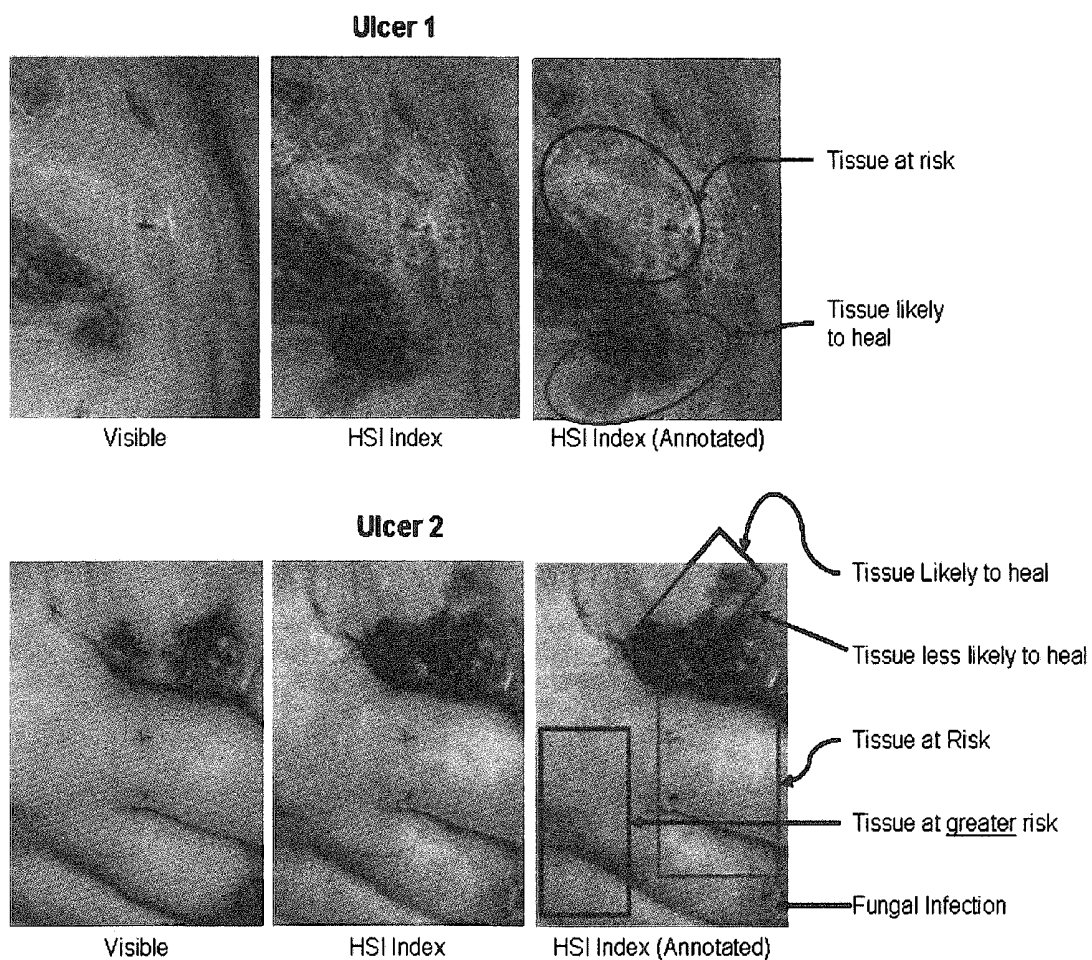 Ulcer 1
Tissue at risk
Tissue likely
to heal
Visible
HSI Index
HSI Index (Annotated)
Ulcer 2
Tissue Likely to heal
Tissue less likely to heal
Tissue at Risk
Tissue at greater risk
Fungal Infection
Visible
HSI Index
HSI Index (Annotated)